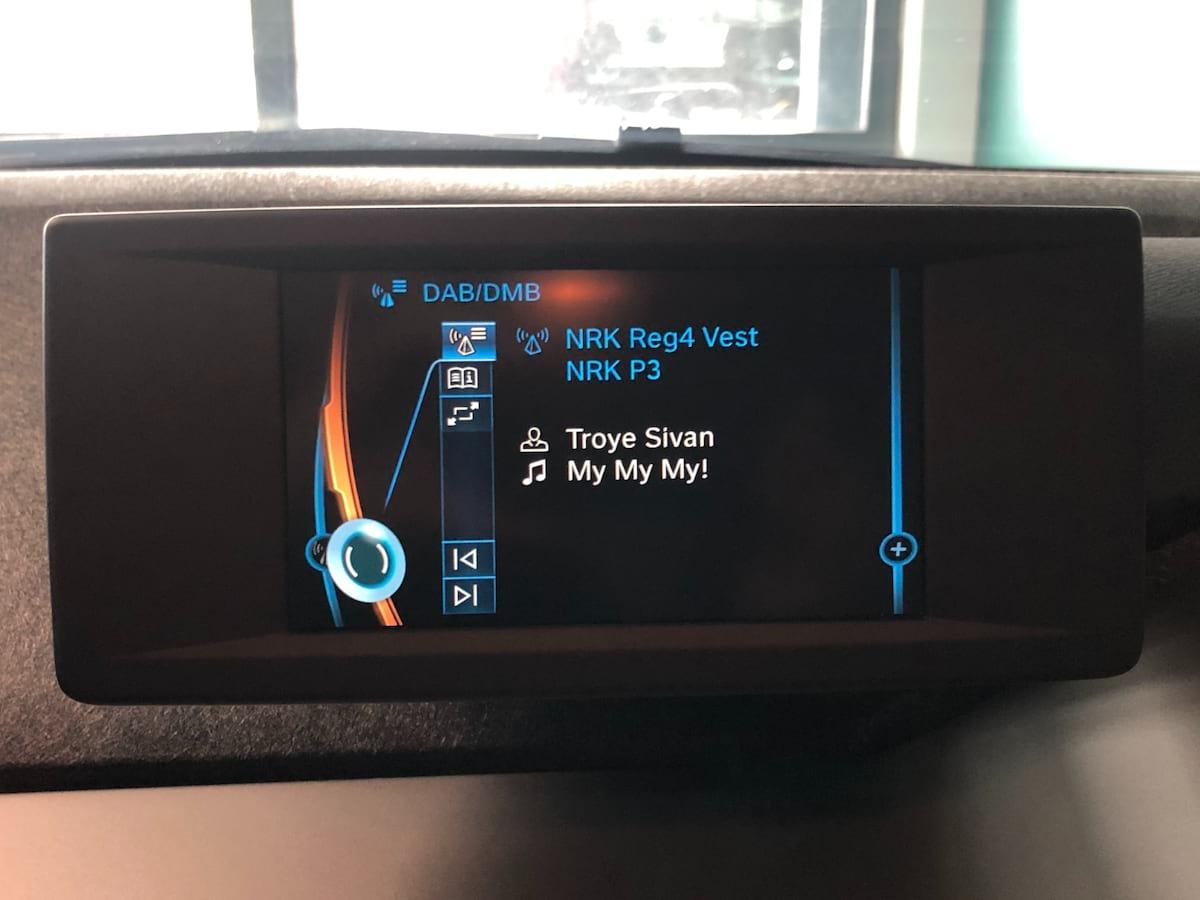 DAB/DMB
NRK Reg4 Vest
NRK P3
Troye Sivan
My My My!